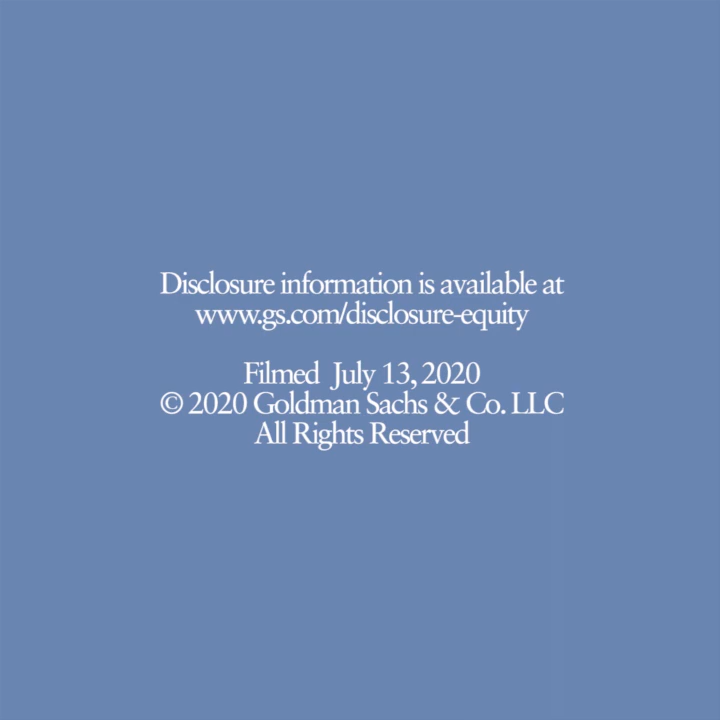 Disclosure information is available at
www.gs.com/disclosure-equity
Filmed July 13, 2020
© 2020 Goldman Sachs & Co. LLC
All Rights Reserved